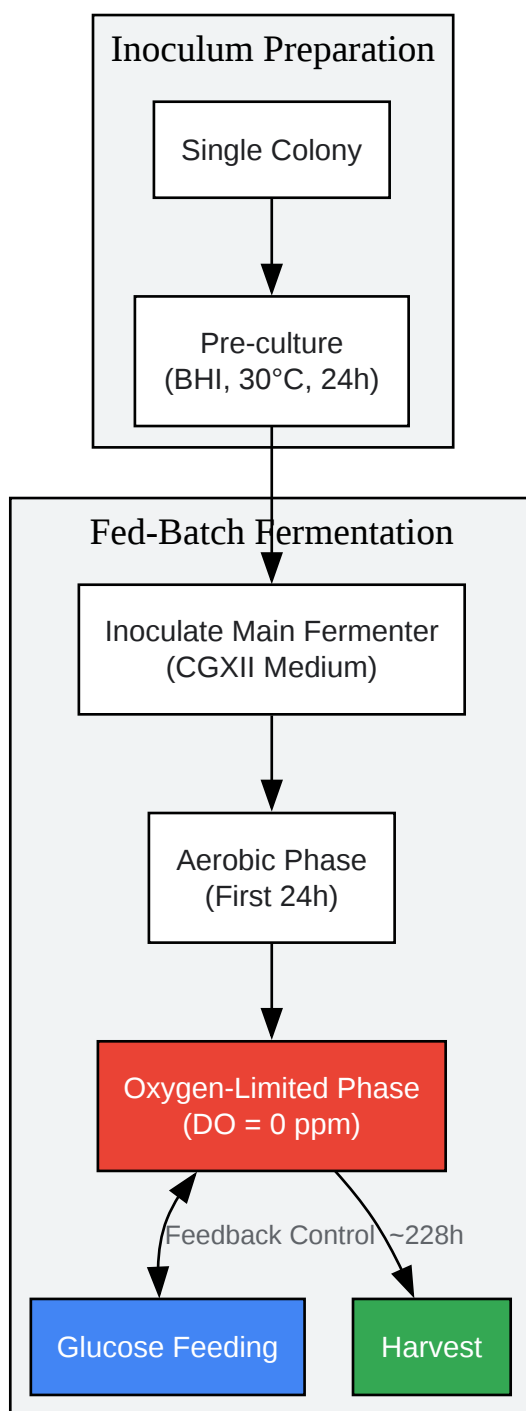 Inoculum Preparation
Single Colony
Pre-culture
(BHI, 30°C, 24h)
Fed-Batch Fermentation
Inoculate Main Fermenter
(CGXII Medium)
Aerobic Phase
(First 24h)
Oxygen-Limited Phase
(DO = 0 ppm)
Feedback Control
~228h
Glucose Feeding
Harvest